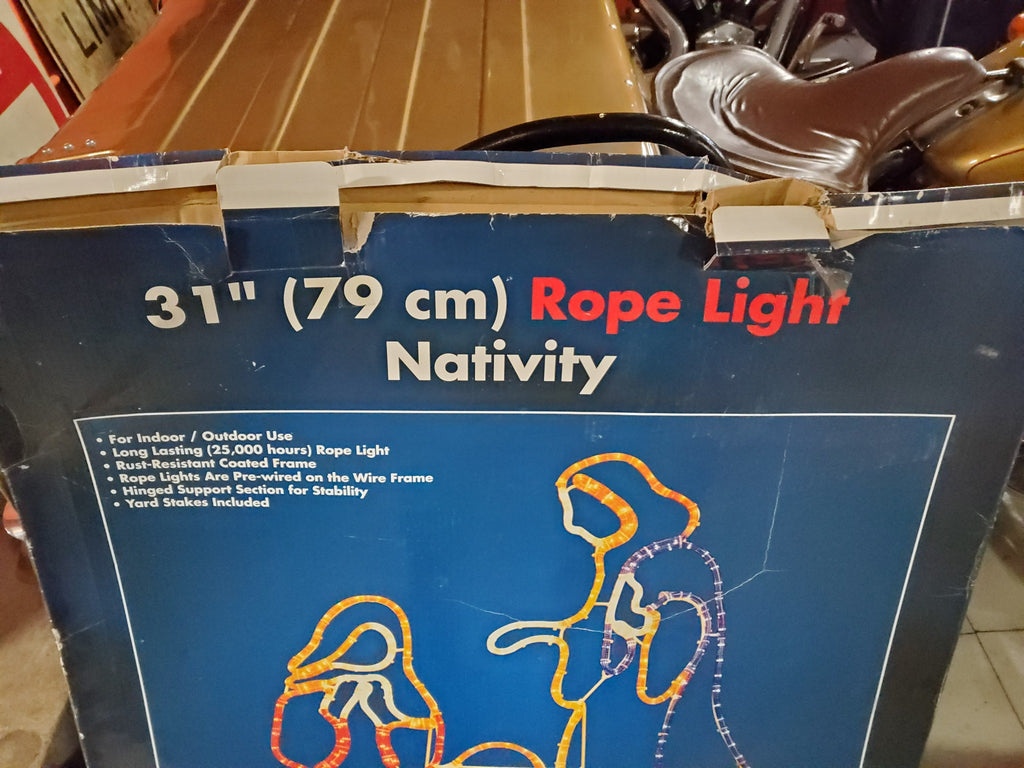 LIM
31" (79 cm) Rope Light
Nativity
• For Indoor / Outdoor Use
• Long Lasting (25,000 hours) Rope Light
• Rust-Resistant Coated Frame
• Rope Lights Are Pre-wired on the Wire Frame
• Hinged Support Section for Stability
• Yard Stakes Included